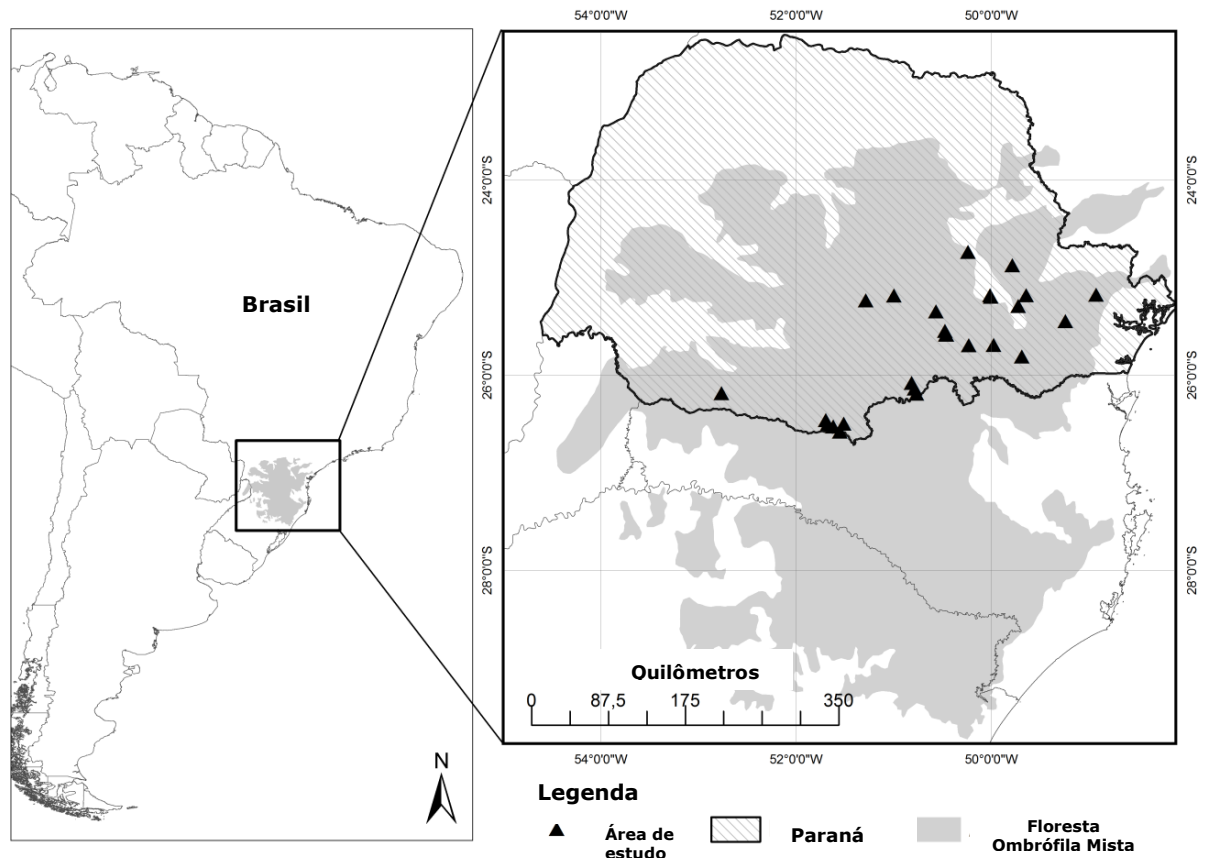 54°0'0"W 52°0'0"W 50°0'0"W
Brasil
N
24°0'0"S
26°0'0"S
28°0'0"S
24°0'0"S
26°0'0"S
28°0'0"S
Quilômetros
0 87,5 175 350
54°0'0"W 52°0'0"W 50°0'0"W
Legenda
Área de
estudo
Paraná
Floresta
Ombrófila Mista